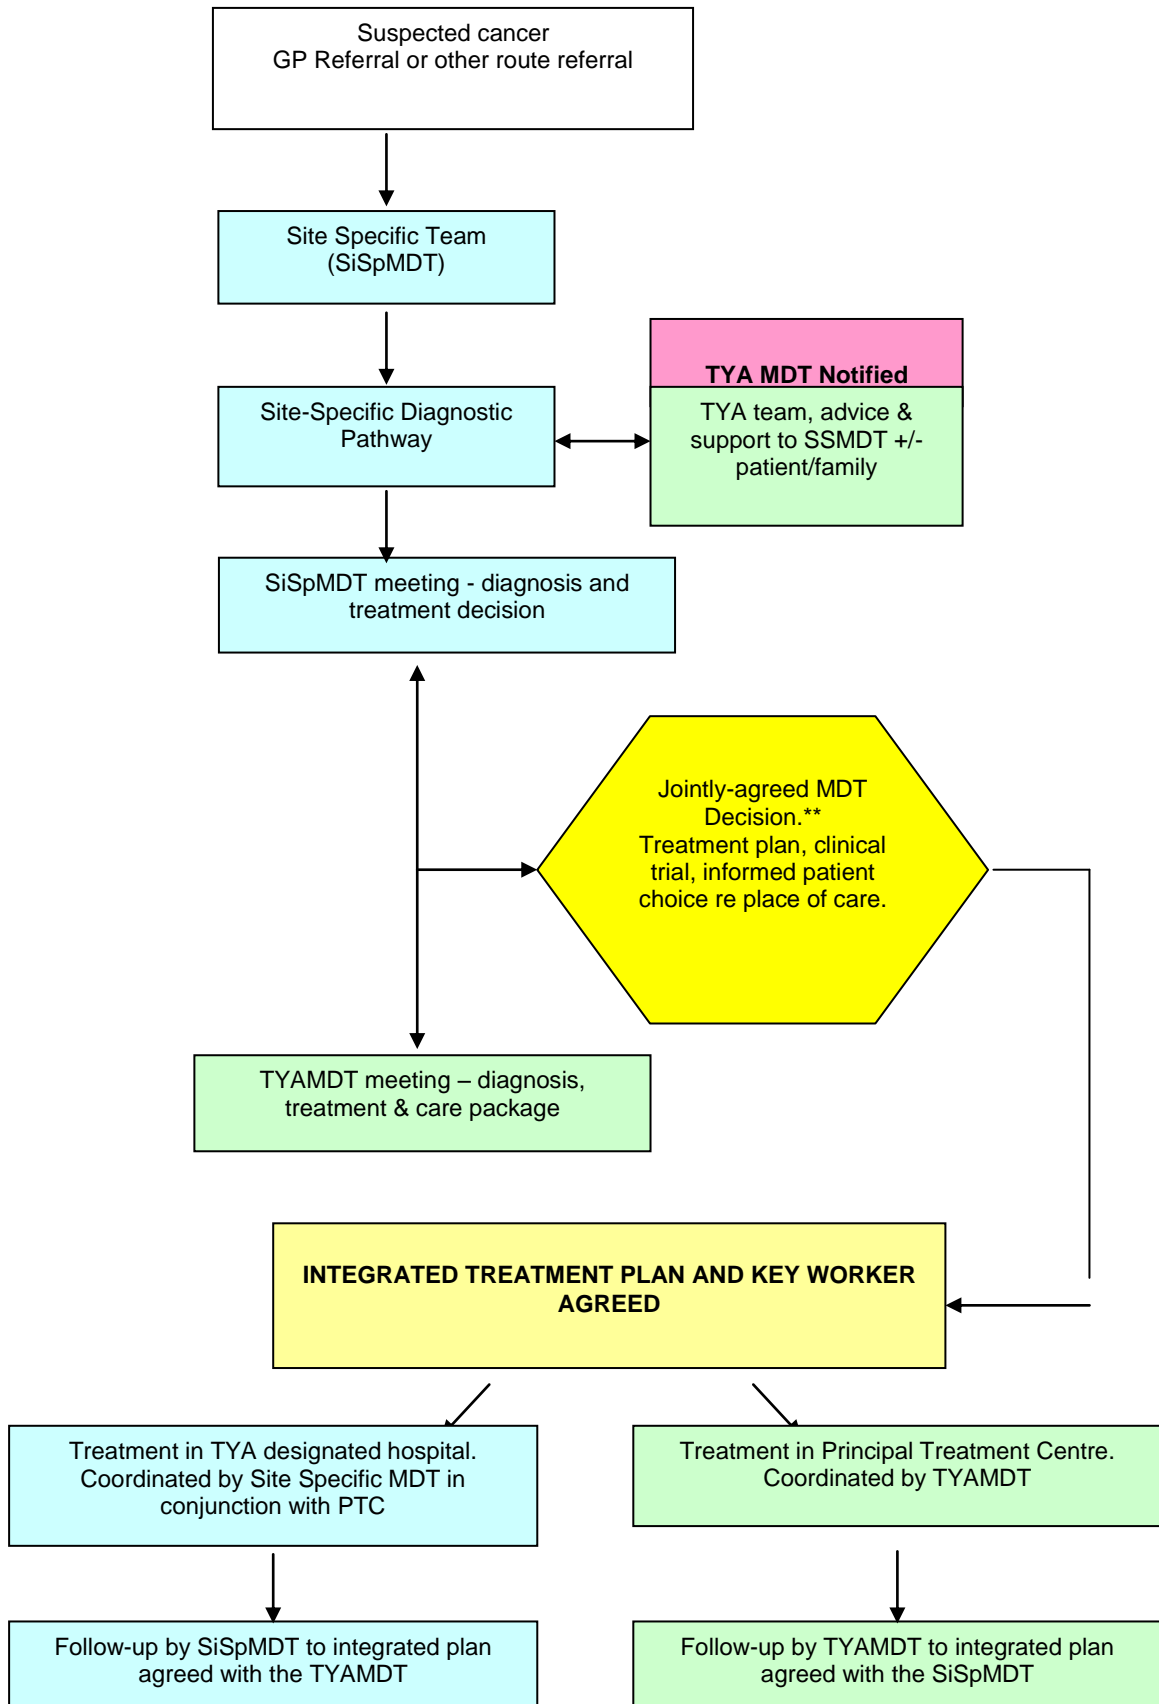 Suspected cancer
GP Referral or other route referral
Site Specific Team
(SiSpMDT)
TYA MDT Notified
Site-Specific Diagnostic
Pathway
TYA team, advice &
support to SSMDT +/-
patient/family
SiSpMDT meeting - diagnosis and
treatment decision
Jointly-agreed MDT
Decision.**
Treatment plan, clinical
trial, informed patient
choice re place of care.
TYAMDT meeting – diagnosis,
treatment & care package
INTEGRATED TREATMENT PLAN AND KEY WORKER
AGREED
Treatment in TYA designated hospital.
Coordinated by Site Specific MDT in
conjunction with PTC
Treatment in Principal Treatment Centre.
Coordinated by TYAMDT
Follow-up by SiSpMDT to integrated plan
agreed with the TYAMDT
Follow-up by TYAMDT to integrated plan
agreed with the SiSpMDT